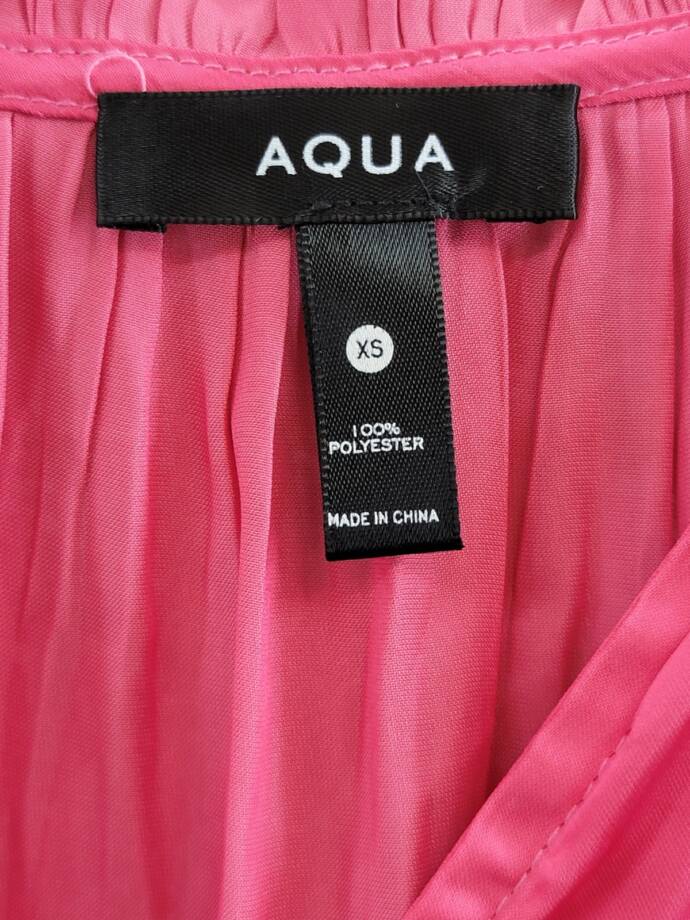 AQUA
XS
100%
POLYESTER
MADE IN CHINA